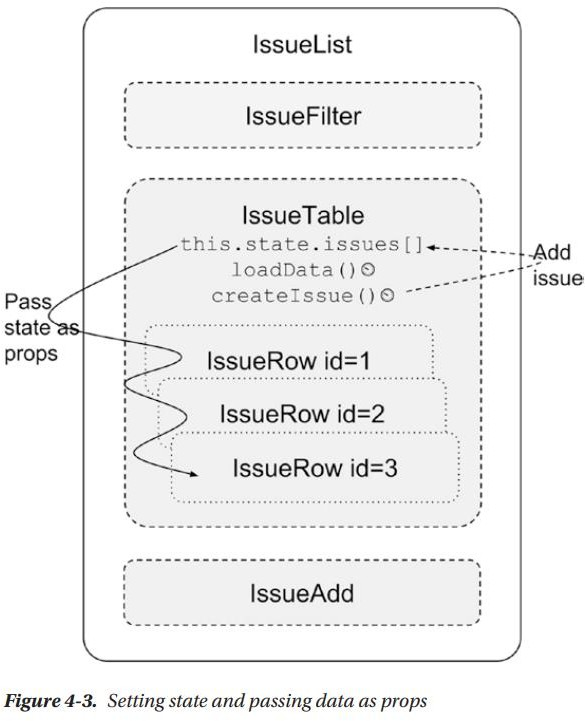 IssueList
IssueFilter
IssueTable
this.state.issues[]
loadData()
createIssue()
Add
issue
Pass
state as
props
IssueRow id=1
IssueRow id=2
IssueRow id=3
IssueAdd
Figure 4-3. Setting state and passing data as props